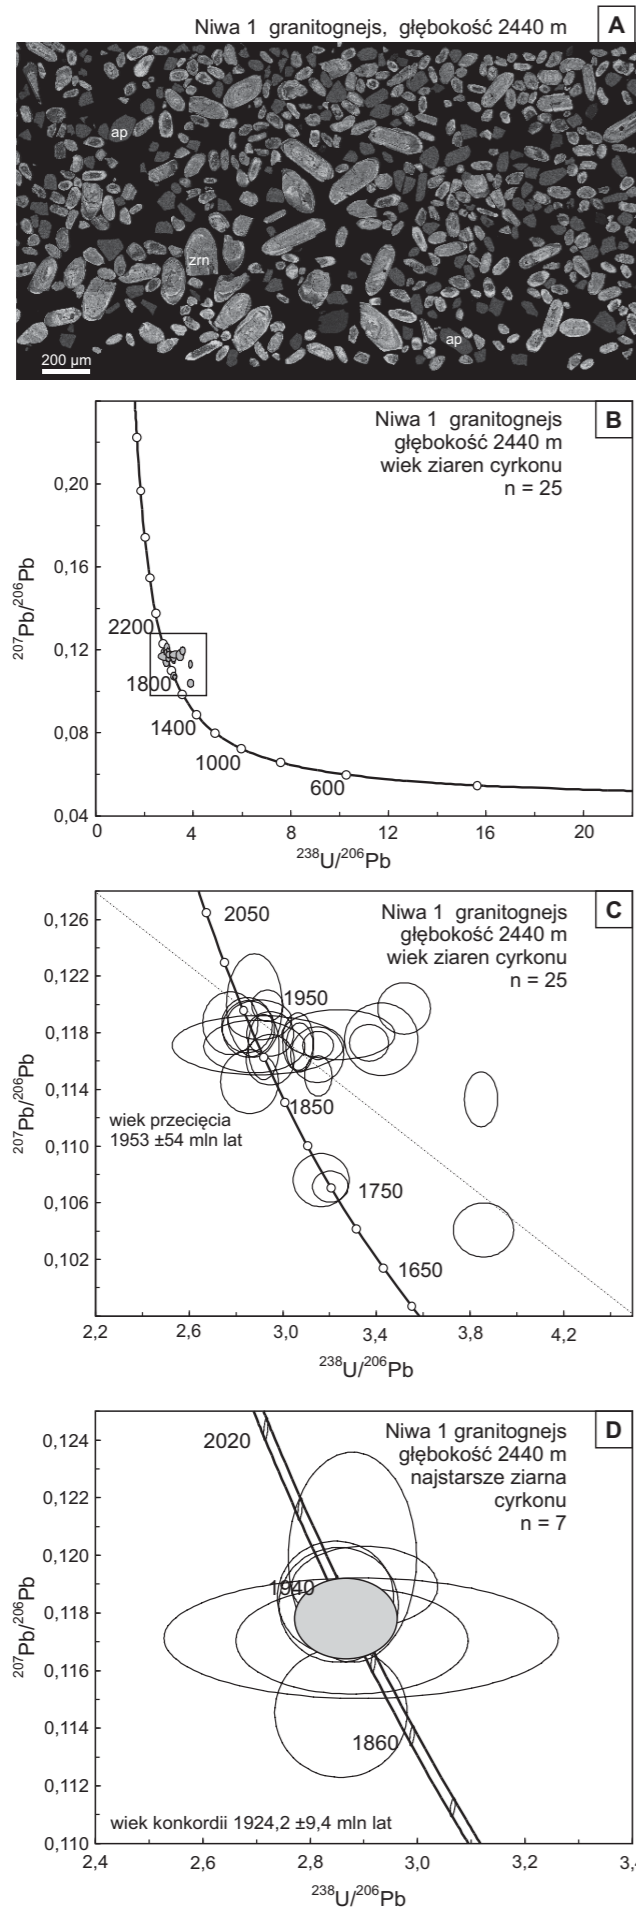 Niwa 1 granitognejs, głębokość 2440 m
A
ap
zrn
ap
200 µm
B
Niwa 1 granitognejs
głębokość 2440 m
wiek ziaren cyrkonu
n = 25
0,20
0,16
0,12
0,08
0,04
207Pb/206Pb
2200
1800
1400
1000
600
0 4 8 12 16 20
238U/206Pb
C
Niwa 1 granitognejs
głębokość 2440 m
wiek ziaren cyrkonu
n = 25
0,126
0,122
0,118
0,114
0,110
0,106
0,102
207Pb/206Pb
2050
1950
1850
1750
1650
wiek przecięcia
1953 ±54 mln lat
2,2 2,6 3,0 3,4 3,8 4,2
238U/206Pb
D
Niwa 1 granitognejs
głębokość 2440 m
najstarsze ziarna
cyrkonu
n = 7
0,124
0,122
0,120
0,118
0,116
0,114
0,112
0,110
207Pb/206Pb
2020
1940
1860
wiek konkordii 1924,2 ±9,4 mln lat
2,4 2,6 2,8 3,0 3,2 3,
238U/206Pb